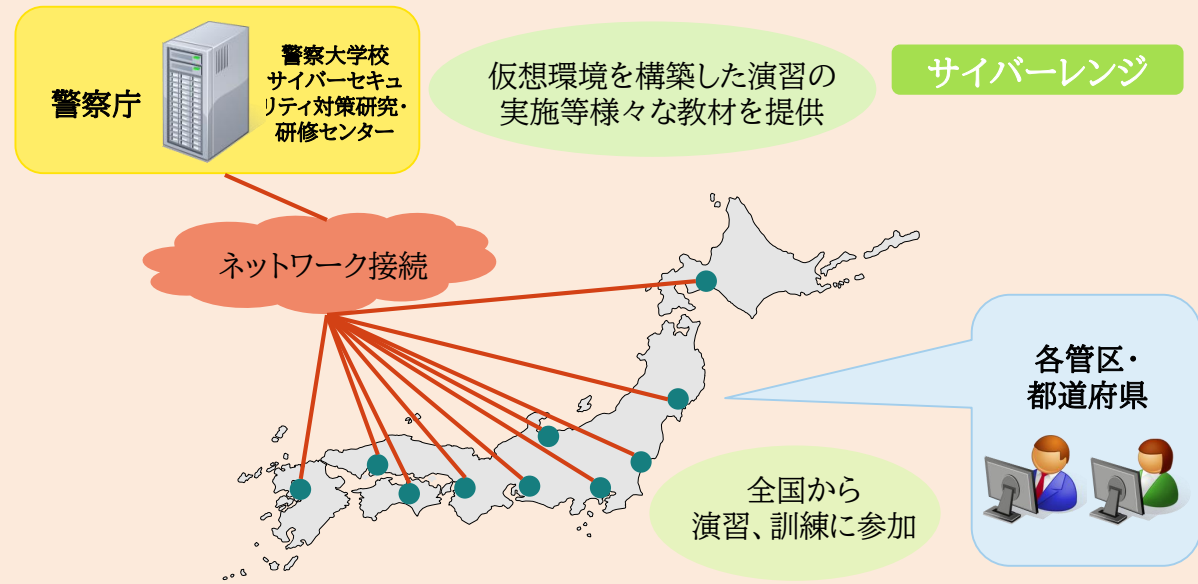 警察庁
警察大学校
サイバーセキュ
リティ対策研究・
研修センター
仮想環境を構築した演習の
実施等様々な教材を提供
サイバーレンジ
ネットワーク接続
各管区・
都道府県
全国から
演習、訓練に参加